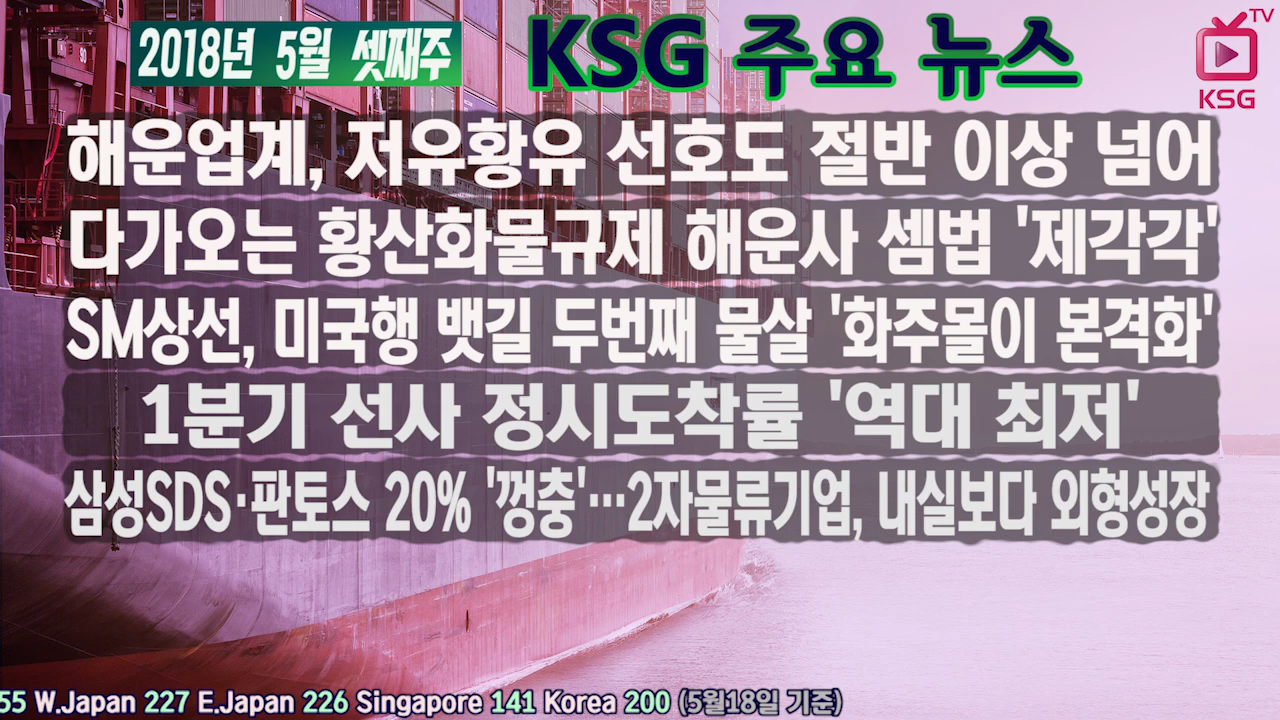 2018년 5월 셋째주
KSG 주요 뉴스
TV
KSG
해운업계, 저유황유 선호도 절반 이상 넘어
다가오는 황산화물규제 해운사 셈법 '제각각'
SM상선, 미국행 뱃길 두번째 물살 '화주몰이 본격화'
1분기 선사 정시도착률 '역대 최저'
삼성SDS·판토스 20% '껑충'…2자물류기업, 내실보다 외형성장
55 W.Japan 227 E.Japan 226 Singapore 141 Korea 200 (5월18일 기준)